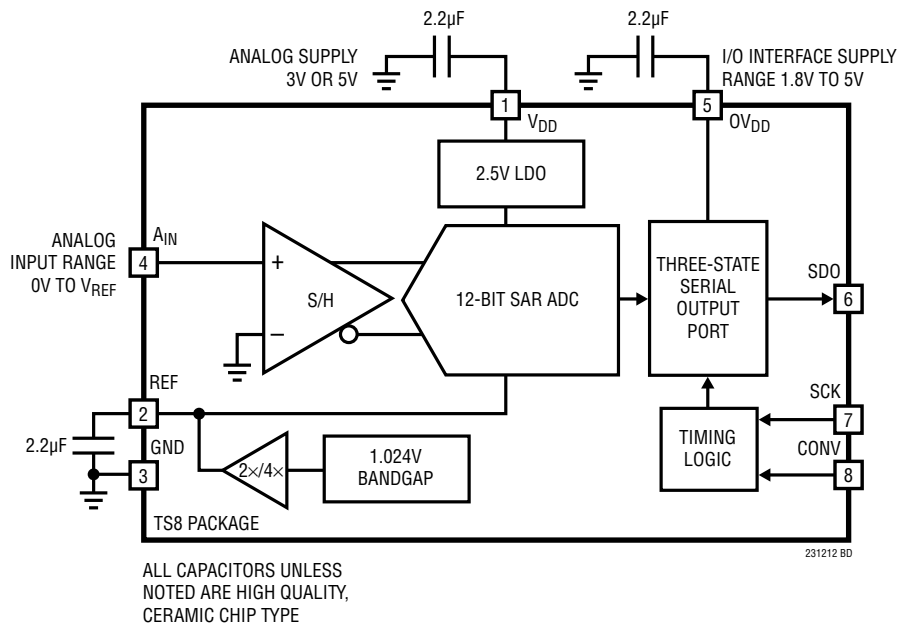 2.2µF
2.2µF
ANALOG SUPPLY
3V OR 5V
I/O INTERFACE SUPPLY
RANGE 1.8V TO 5V
1
VDD
5
OVDD
2.5V LDO
ANALOG
INPUT RANGE
0V TO VREF
AIN
4
+
S/H
−
12-BIT SAR ADC
THREE-STATE
SERIAL
OUTPUT
PORT
SDO
6
REF
2
2.2µF
GND
3
2×/4×
1.024V
BANDGAP
TIMING
LOGIC
SCK
7
CONV
8
TS8 PACKAGE
231212 BD
ALL CAPACITORS UNLESS
NOTED ARE HIGH QUALITY,
CERAMIC CHIP TYPE